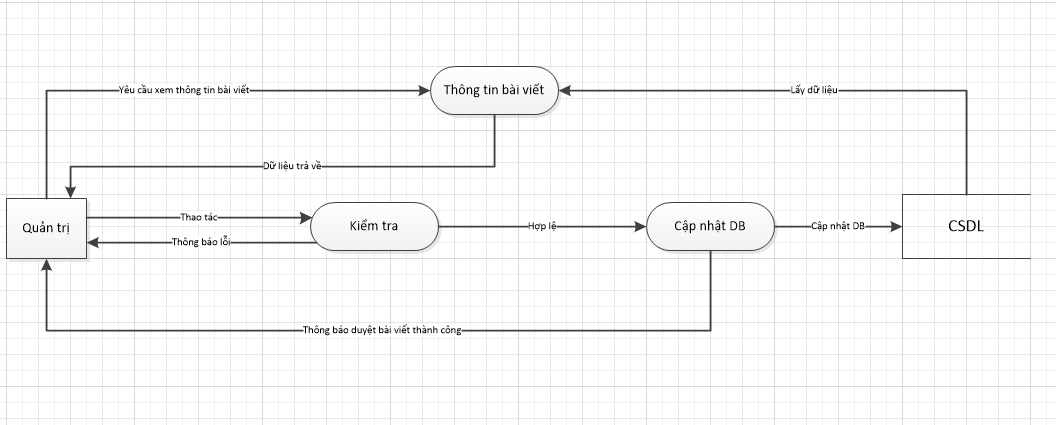 Thông tin bài viết
Yêu cầu xem thông tin bài viết
Lấy dữ liệu
Dữ liệu trả về
Quản trị
Thao tác
Thông báo lỗi
Kiểm tra
Hợp lệ
Cập nhật DB
Cập nhật DB
CSDL
Thông báo duyệt bài viết thành công